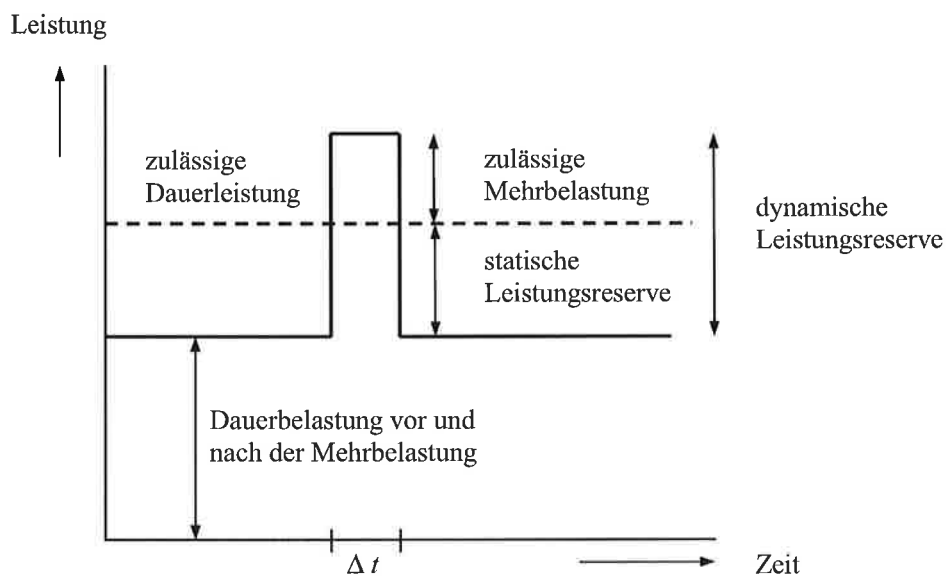 Leistung
zulässige
Dauerleistung
zulässige
Mehrbelastung
dynamische
Leistungsreserve
statische
Leistungsreserve
Dauerbelastung vor und
nach der Mehrbelastung
Δ t
Zeit